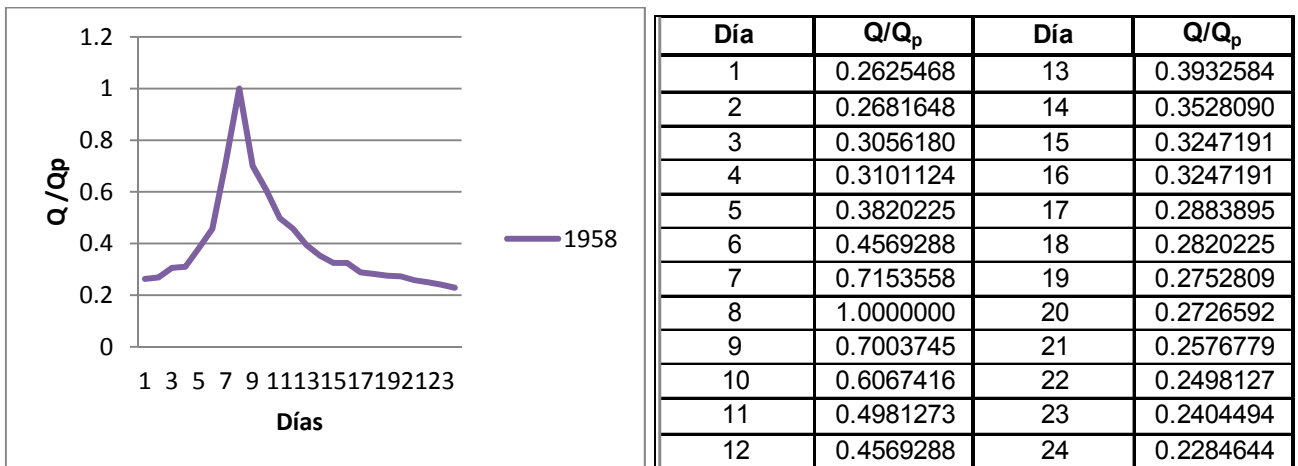 1.2
1
0.8
0.6
0.4
0.2
0
Q /Qp
1 3 5 7 9 1113151719212​3
Días
1958
Día Q/Qp Día Q/Qp
1 0.2625468 13 0.3932584
2 0.2681648 14 0.3528090
3 0.3056180 15 0.3247191
4 0.3101124 16 0.3247191
5 0.3820225 17 0.2883895
6 0.4569288 18 0.2820225
7 0.7153558 19 0.2752809
8 1.0000000 20 0.2726592
9 0.7003745 21 0.2576779
10 0.6067416 22 0.2498127
11 0.4981273 23 0.2404494
12 0.4569288 24 0.2284644